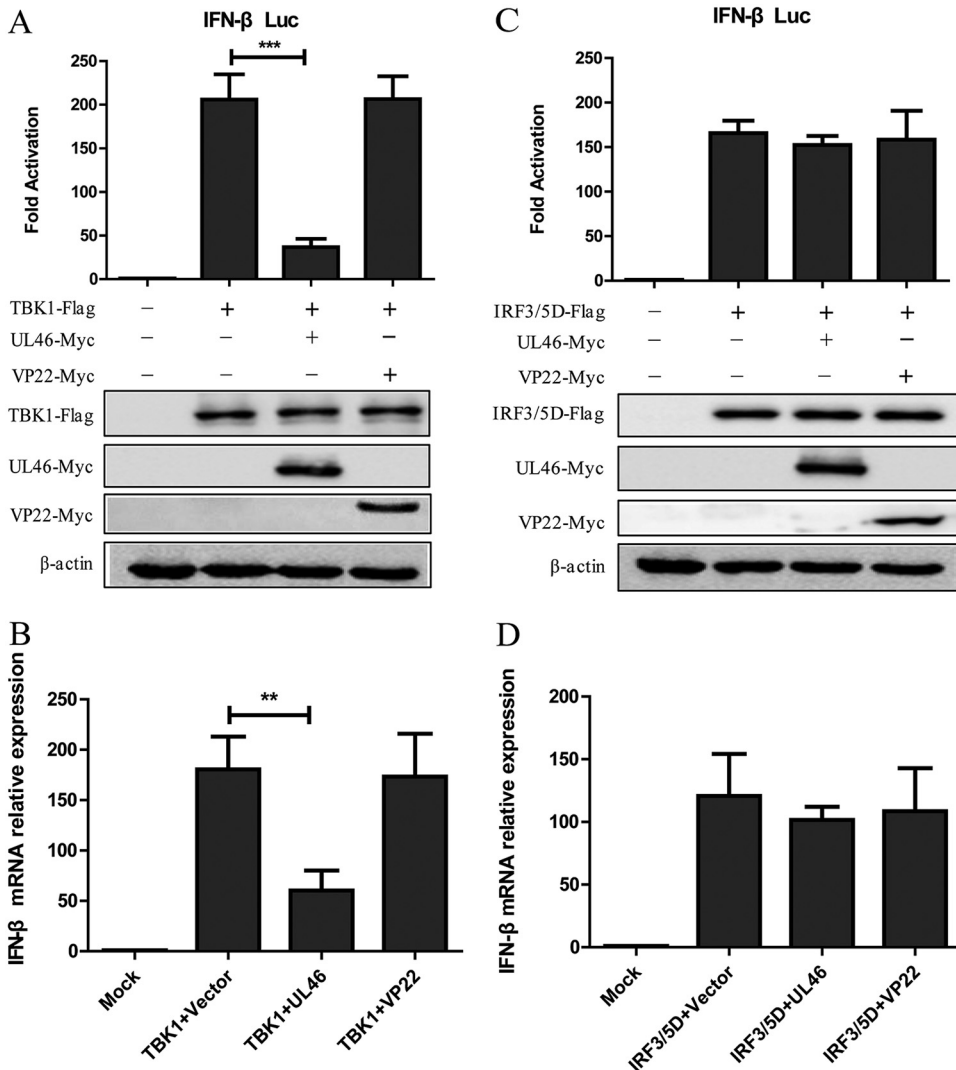 A
IFN-β Luc
***
Fold Activation
250
200
150
100
50
0
TBK1-Flag − + + +
UL46-Myc − − + −
VP22-Myc − − − +
TBK1-Flag
UL46-Myc
VP22-Myc
β-actin
C
IFN-β Luc
Fold Activation
250
200
150
100
50
0
IRF3/5D-Flag − + + +
UL46-Myc − − + −
VP22-Myc − − − +
IRF3/5D-Flag
UL46-Myc
VP22-Myc
β-actin
B
IFN-β mRNA relative expression
**
250
200
150
100
50
0
Mock
TBK1+Vector
TBK1+UL46
TBK1+VP22
D
IFN-β mRNA relative expression
200
150
100
50
0
Mock
IRF3/5D+Vector
IRF3/5D+UL46
IRF3/5D+VP22